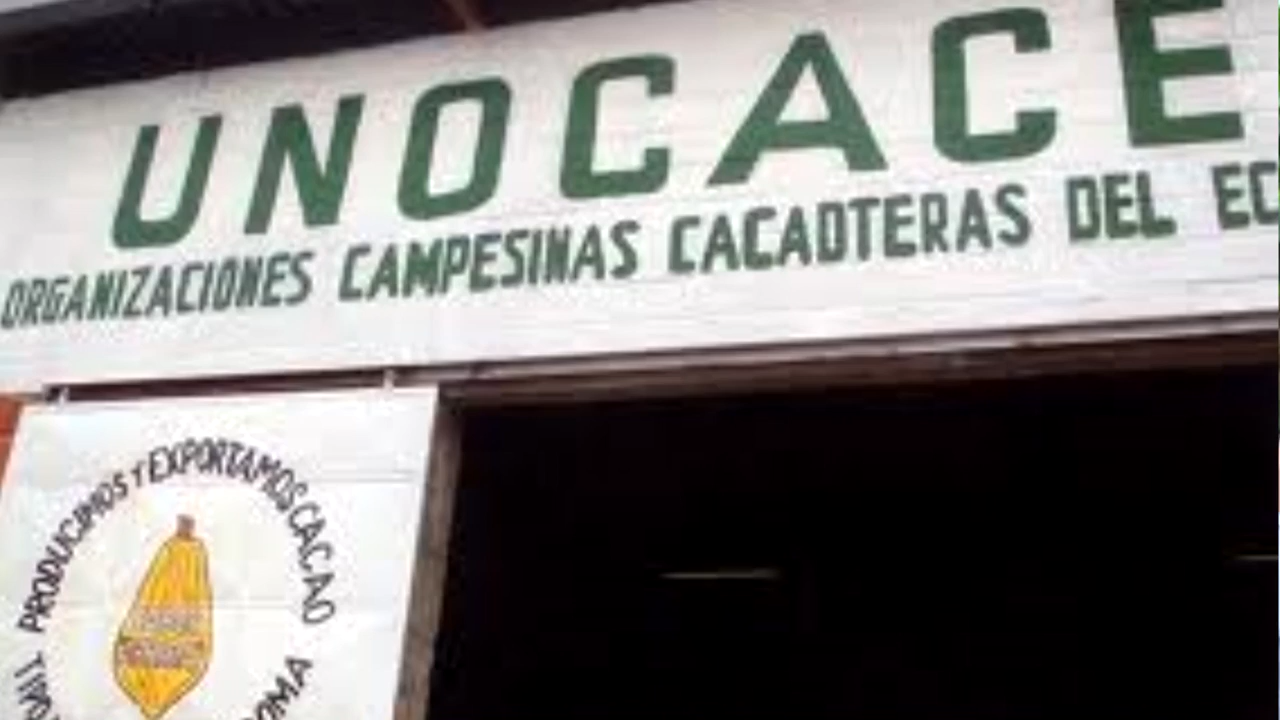 UNOCACE
ORGANIZACIONES CAMPESINAS CACAOTERAS DEL EC
PRODUCIMOS Y EXPORTAMOS CACAO